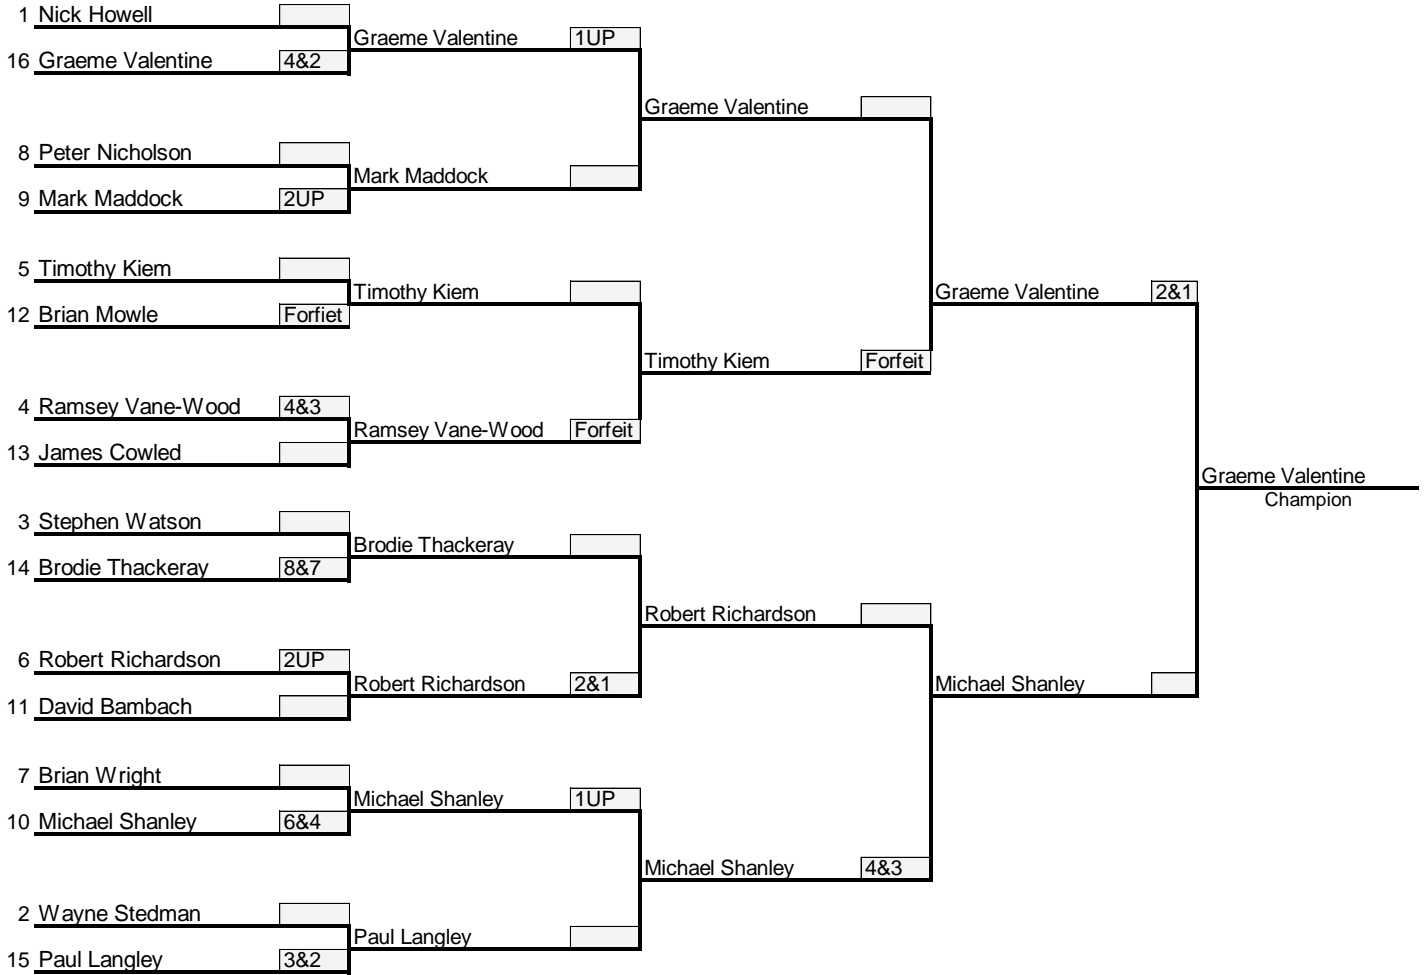 1 Nick Howell
Graeme Valentine 1UP
16 Graeme Valentine 4&2
Graeme Valentine
8 Peter Nicholson
Mark Maddock
9 Mark Maddock 2UP
5 Timothy Kiem
Timothy Kiem
Graeme Valentine 2&1
12 Brian Mowle Forfiet
Timothy Kiem Forfeit
4 Ramsey Vane-Wood 4&3
Ramsey Vane-Wood Forfeit
13 James Cowled
Graeme Valentine
Champion
3 Stephen Watson
Brodie Thackeray
14 Brodie Thackeray 8&7
Robert Richardson
6 Robert Richardson 2UP
Robert Richardson 2&1
Michael Shanley
11 David Bambach
7 Brian Wright
Michael Shanley 1UP
10 Michael Shanley 6&4
Michael Shanley 4&3
2 Wayne Stedman
Paul Langley
15 Paul Langley 3&2